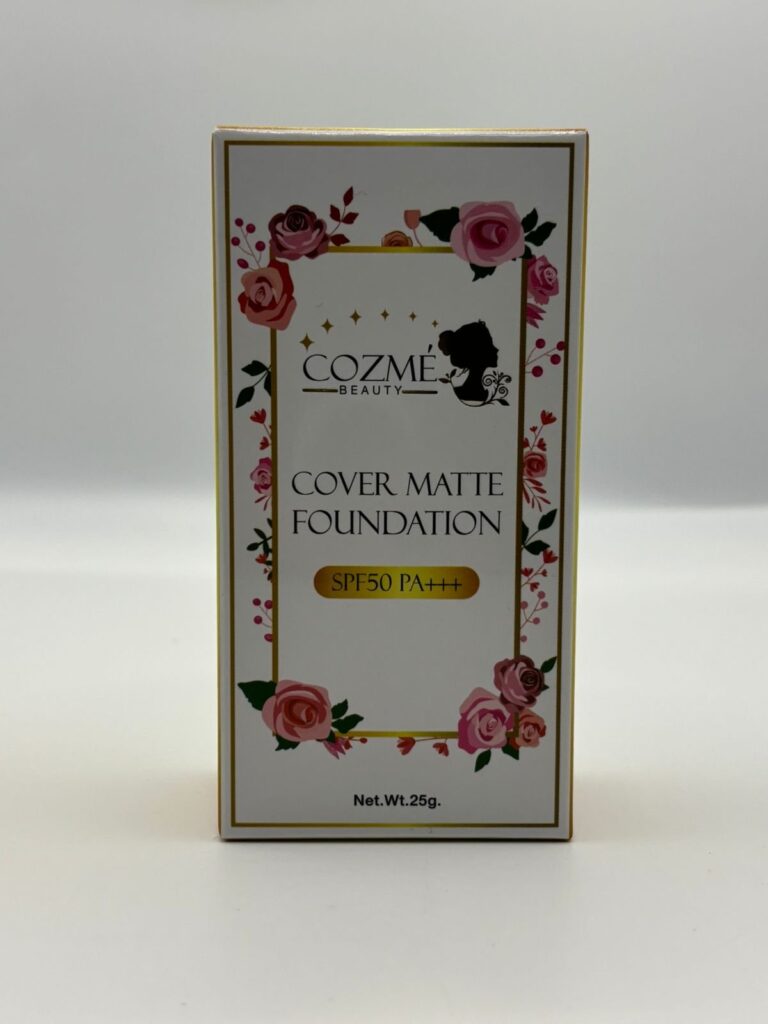 COZMÉ
BEAUTY
COVER MATTE
FOUNDATION
SPF50 PA+++
Net.Wt.25g.